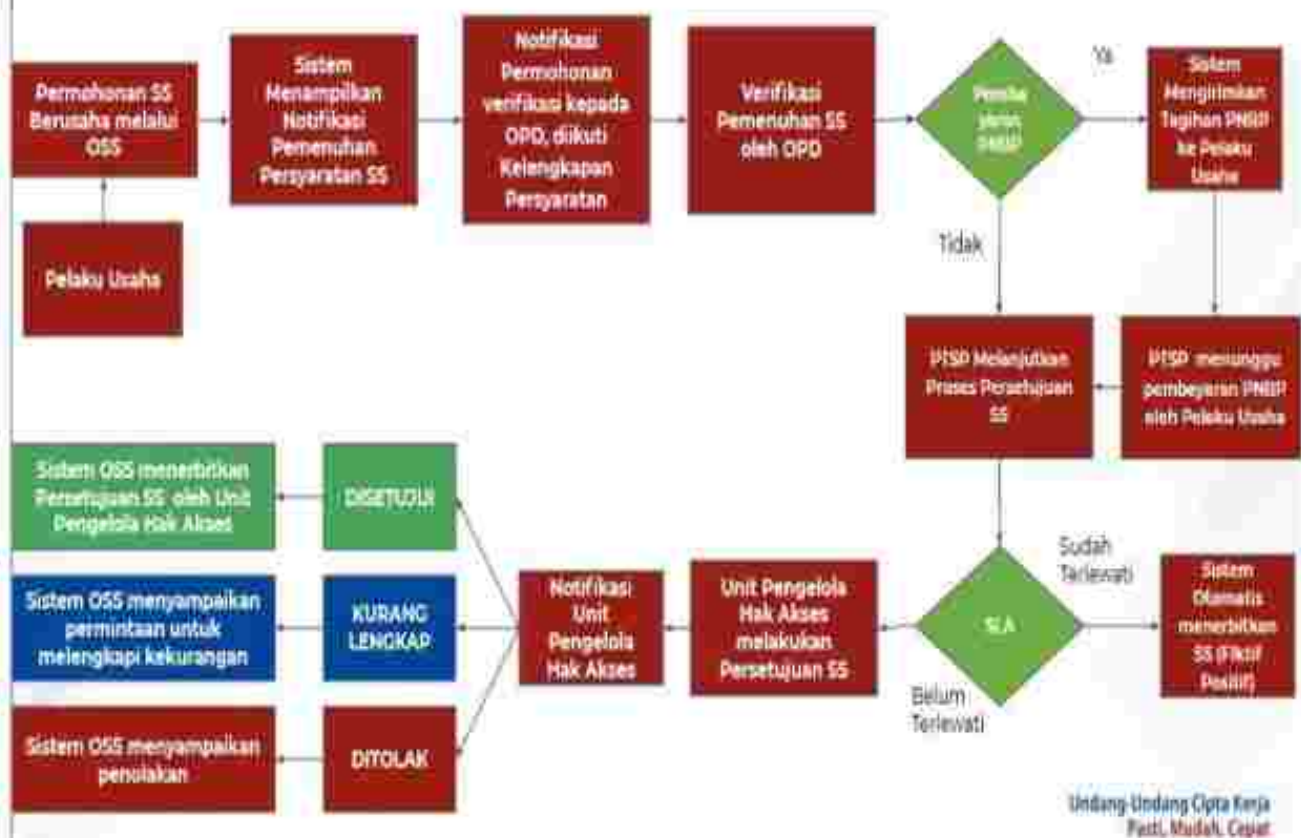 Permohonan SS
Berusaha melalui
OSS
Pelaku Usaha
Sistem
Menampilkan
Notifikasi
Pemenuhan
Persyaratan SS
Notifikasi
Permohonan
verifikasi kepada
OPD, diikuti
Kelengkapan
Persyaratan
Verifikasi
Pemenuhan SS
oleh OPD
Pemba
yaran
PNBP
Ya
Sistem
Mengirimkan
Tagihan PNBP
ke Pelaku
Usaha
Tidak
PTSP Melanjutkan
Proses Persetujuan
SS
PTSP menunggu
pembeyaran PNBP
oleh Pelaku Usaha
SLA
Sudah
Terlewati
Sistem
Otamatis
menerbitkan
SS (Fiktif
Positif)
Belum
Terlewati
Unit Pengelola
Hak Akses
melakukan
Persetujuan SS
Notifikasi
Unit
Pengelola
Hak Akses
DISETUJUI
Sistem OSS menerbitkan
Persetujuan SS oleh Unit
Pengelola Hak Akses
KURANG
LENGKAP
Sistem OSS menyampaikan
permintaan untuk
melengkapi kekurangan
DITOLAK
Sistem OSS menyampaikan
penolakan
Undang-Undang Cipta Kerja
Pasti, Mudah, Cepat